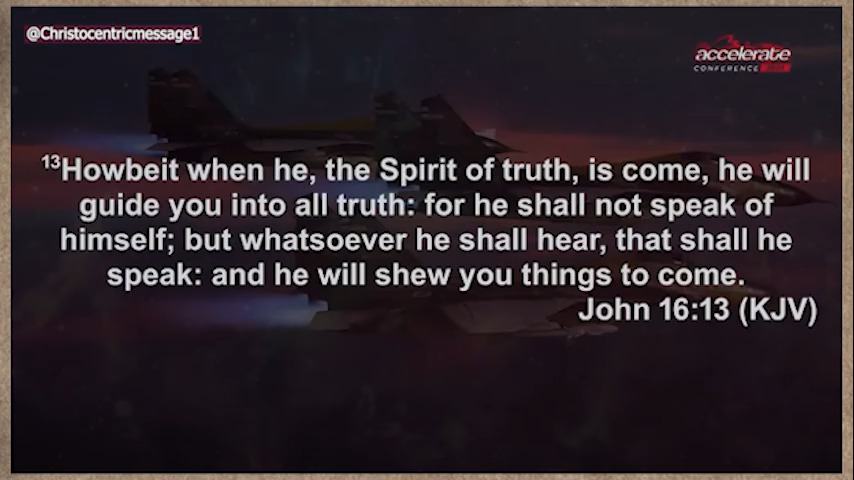 @Christocentricmessage1
accelerate
CONFERENCE
13Howbeit when he, the Spirit of truth, is come, he will
guide you into all truth: for he shall not speak of
himself; but whatsoever he shall hear, that shall he
speak: and he will shew you things to come.
John 16:13 (KJV)